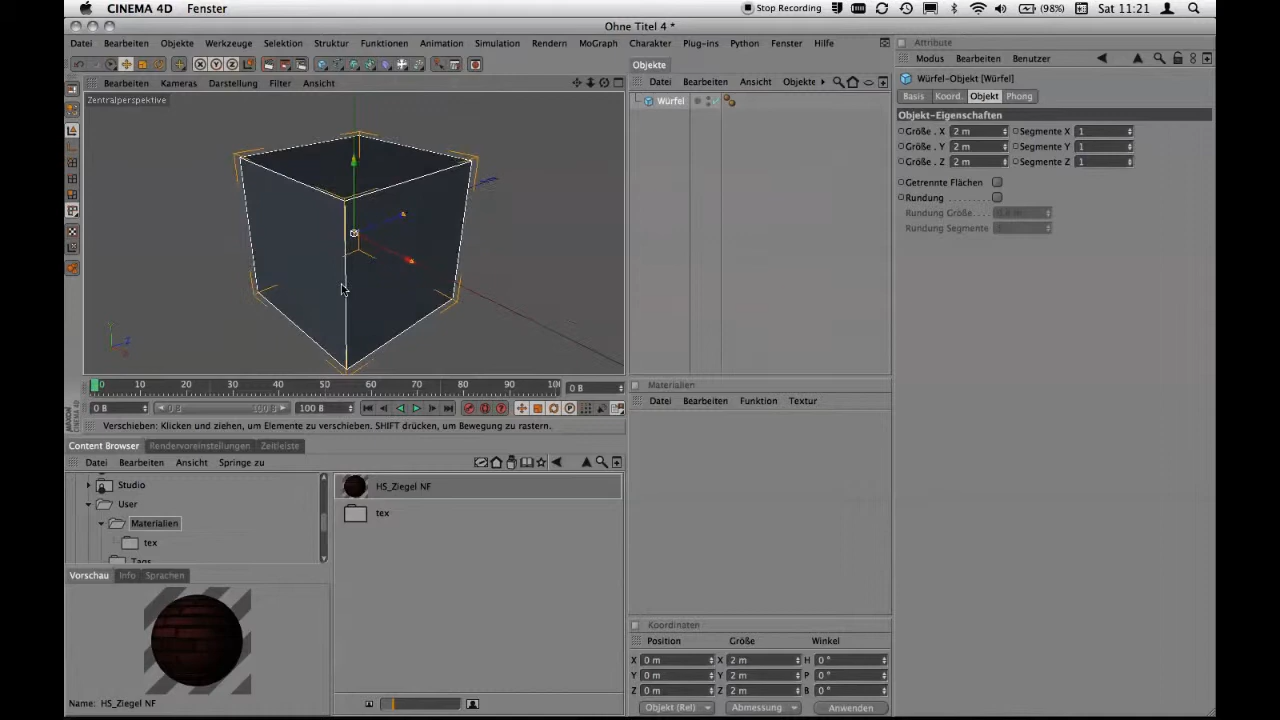 CINEMA 4D Fenster Stop Recording (98%) Sat 11:21
Ohne Titel 4 *
Datei Bearbeiten Objekte Werkzeuge Selektion Struktur Funktionen Animation Simulation Rendern MoGraph Charakter Plug-ins Python Fenster Hilfe
Bearbeiten Kameras Darstellung Filter Ansicht
Zentralperspektive
0 10 20 30 40 50 60 70 80 90 10
0 B
0 B 0 B 100 B 100 B
Verschieben: Klicken und ziehen, um Elemente zu verschieben. SHIFT drücken, um Bewegung zu rastern.
Content Browser Rendervoreinstellungen Zeitleiste
Datei Bearbeiten Ansicht Springe zu
Studio
User
Materialien
tex
Tags
HS_Ziegel NF
tex
Vorschau Info Sprachen
Name: HS_Ziegel NF
Objekte
Datei Bearbeiten Ansicht Objekte
Würfel
Materialien
Datei Bearbeiten Funktion Textur
Koordinaten
Position Größe Winkel
X 0 m X 2 m H 0 °
Y 0 m Y 2 m P 0 °
Z 0 m Z 2 m B 0 °
Objekt (Rel) Abmessung Anwenden
Attribute
Modus Bearbeiten Benutzer
Würfel-Objekt [Würfel]
Basis Koord. Objekt Phong
Objekt-Eigenschaften
Größe . X 2 m Segmente X 1
Größe . Y 2 m Segmente Y 1
Größe . Z 2 m Segmente Z 1
Getrennte Flächen
Rundung . . . . . . . . .
Rundung Größe. . . .
Rundung Segmente